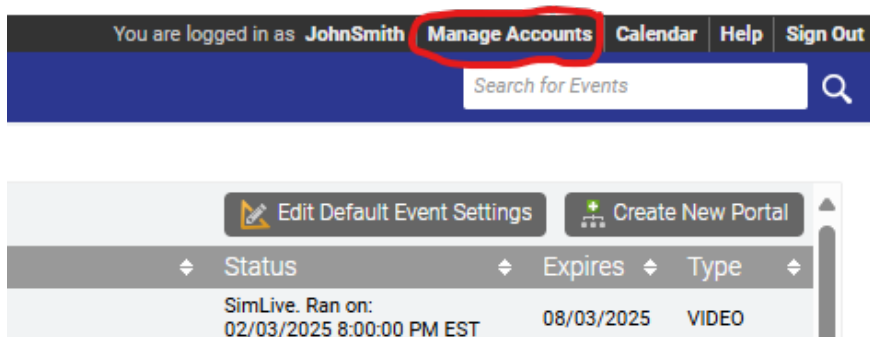 You are logged in as JohnSmith Manage Accounts Calendar Help Sign Out
Search for Events
Edit Default Event Settings Create New Portal
Status Expires Type
SimLive. Ran on: 08/03/2025 VIDEO
02/03/2025 8:00:00 PM EST